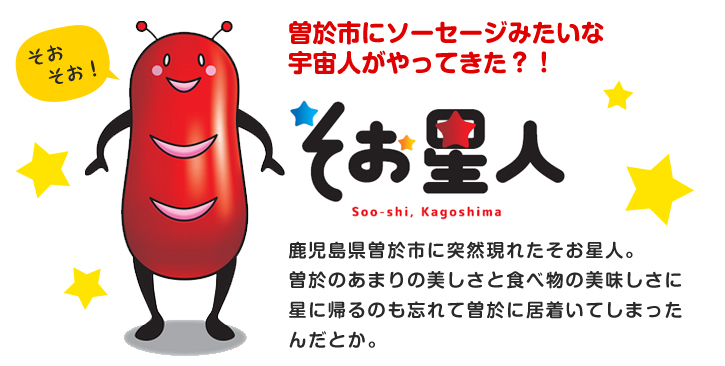 そお
そお！
曽於市にソーセージみたいな
宇宙人がやってきた？！
そお星人
Soo-shi, Kagoshima
鹿児島県曽於市に突然現れたそお星人。
曽於のあまりの美しさと食べ物の美味しさに
星に帰るのも忘れて曽於に居着いてしまった
んだとか。